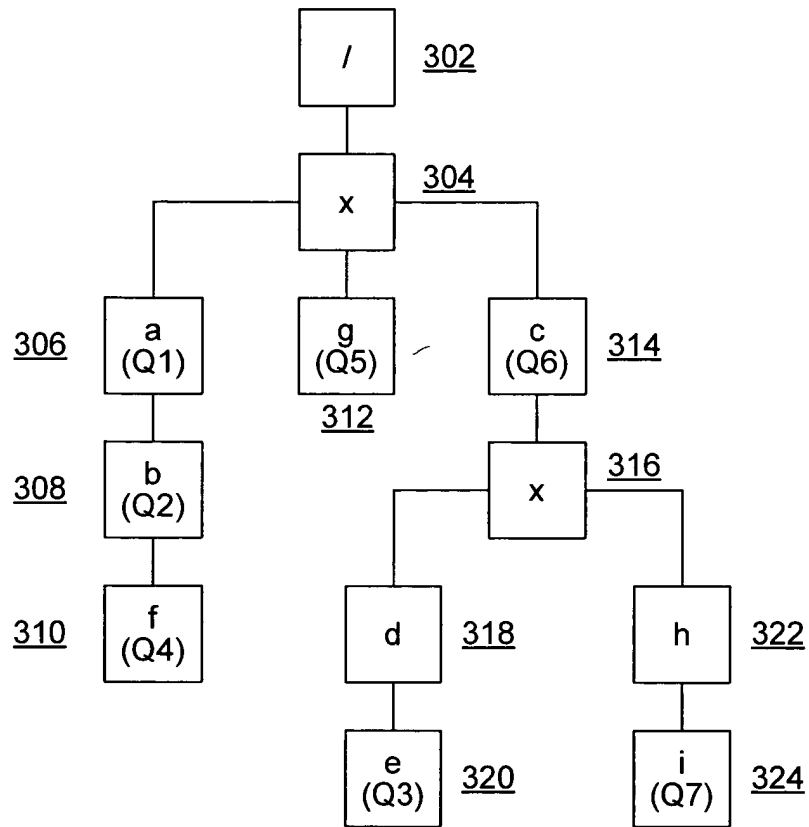 /
302
x
304
306
a
(Q1)
g
(Q5)
312
c
(Q6)
314
308
b
(Q2)
x
316
310
f
(Q4)
d
318
h
322
e
(Q3)
320
i
(Q7)
324